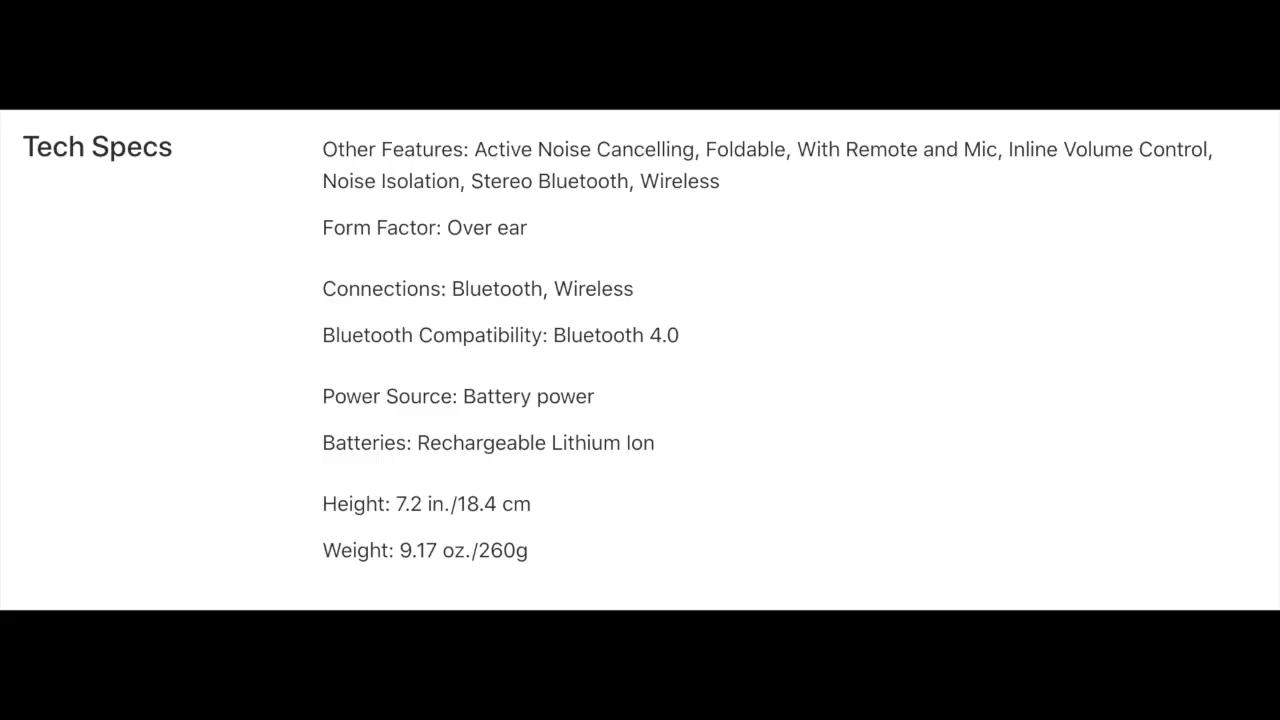 Tech Specs
Other Features: Active Noise Cancelling, Foldable, With Remote and Mic, Inline Volume Control,
Noise Isolation, Stereo Bluetooth, Wireless
Form Factor: Over ear
Connections: Bluetooth, Wireless
Bluetooth Compatibility: Bluetooth 4.0
Power Source: Battery power
Batteries: Rechargeable Lithium Ion
Height: 7.2 in./18.4 cm
Weight: 9.17 oz./260g